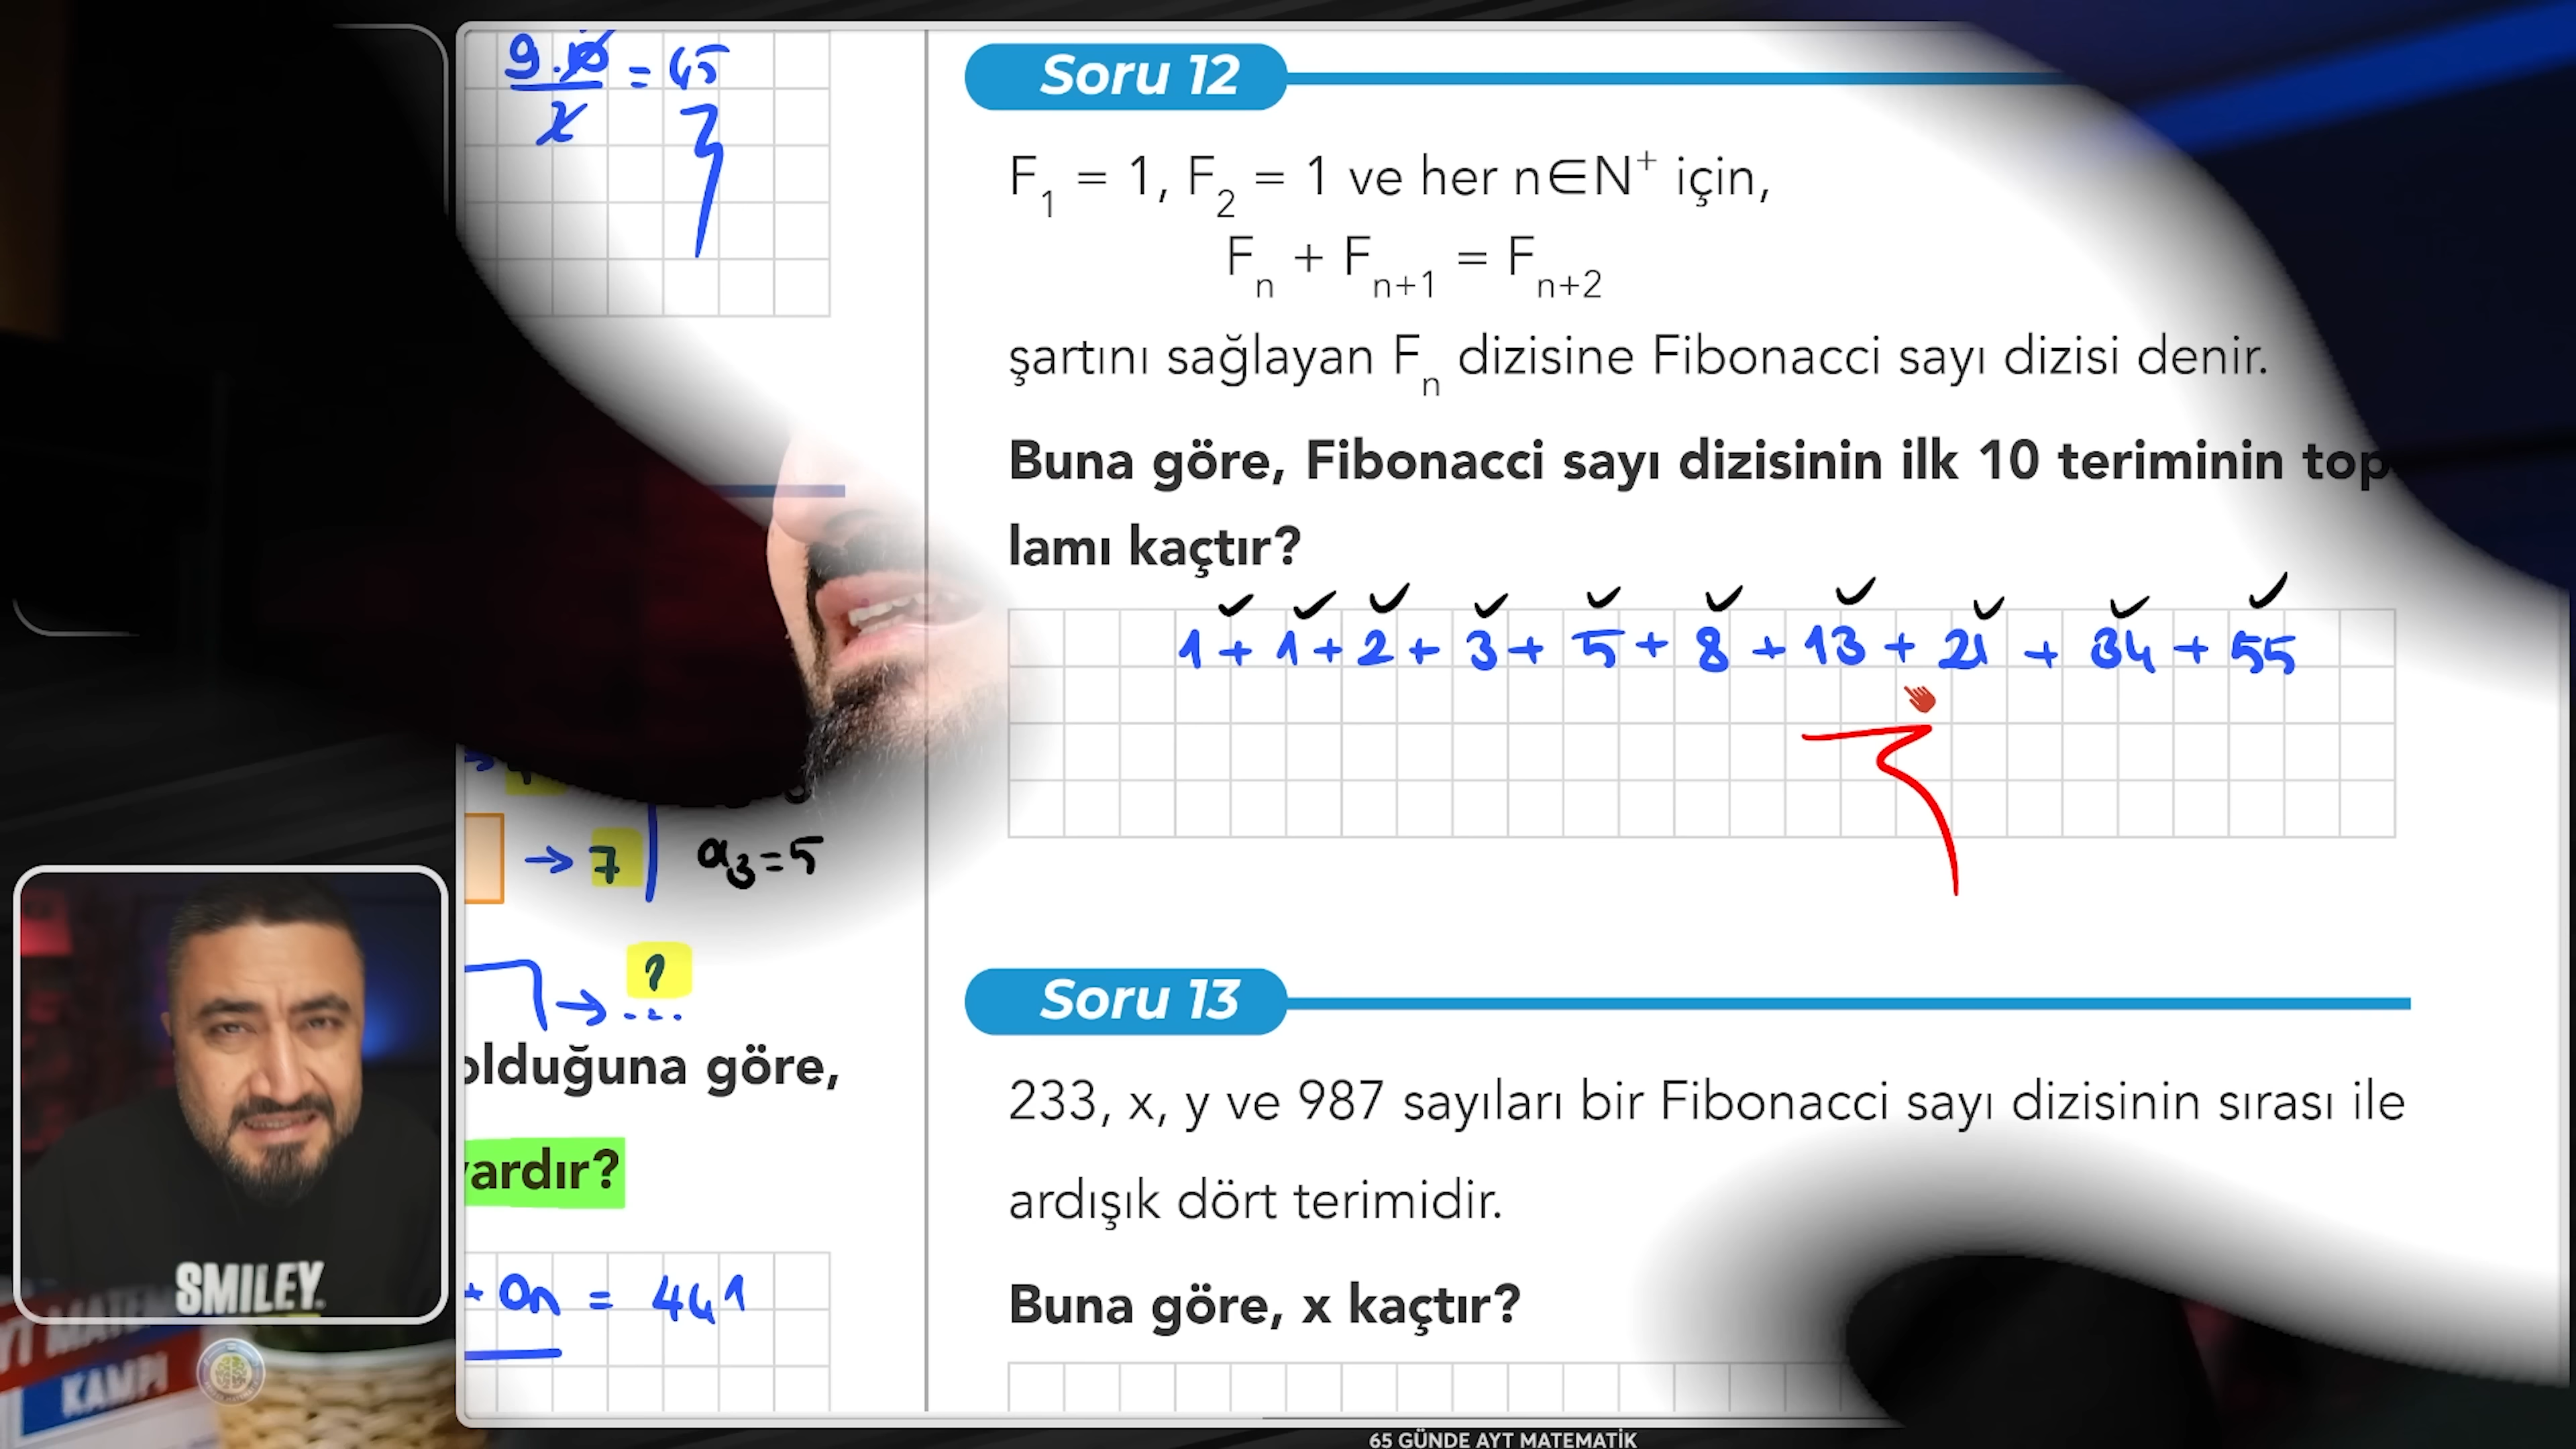 9.10 = 45
2
→ 7 a3=5
→ ?
...
olduğuna göre,
vardır?
+ an = 441
Soru 12
F1 = 1, F2 = 1 ve her n∈N+ için,
Fn + Fn+1 = Fn+2
şartını sağlayan Fn dizisine Fibonacci sayı dizisi denir.
Buna göre, Fibonacci sayı dizisinin ilk 10 teriminin top
lamı kaçtır?
1 + 1 + 2 + 3 + 5 + 8 + 13 + 21 + 34 + 55
Soru 13
233, x, y ve 987 sayıları bir Fibonacci sayı dizisinin sırası ile
ardışık dört terimidir.
Buna göre, x kaçtır?
SMILEY
KAMPI
65 GÜNDE AYT MATEMATİK